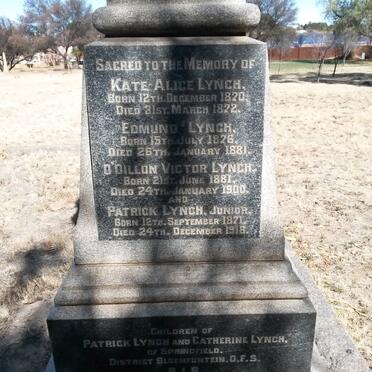 SACRED TO THE MEMORY OF
KATE ALICE LYNCH,
BORN 12TH DECEMBER 1870,
DIED 21ST MARCH 1872.
EDMUND LYNCH,
BORN 15TH JULY 1876,
DIED 26TH JANUARY 1881.
D'DILLON VICTOR LYNCH,
BORN 21ST JUNE 1881,
DIED 24TH JANUARY 1900.
AND
PATRICK LYNCH, JUNIOR,
BORN 12TH SEPTEMBER 1871,
DIED 24TH DECEMBER 1918.
CHILDREN OF
PATRICK LYNCH AND CATHERINE LYNCH,
OF SPRINGFIELD,
DISTRICT BLOEMFONTEIN, O.F.S.